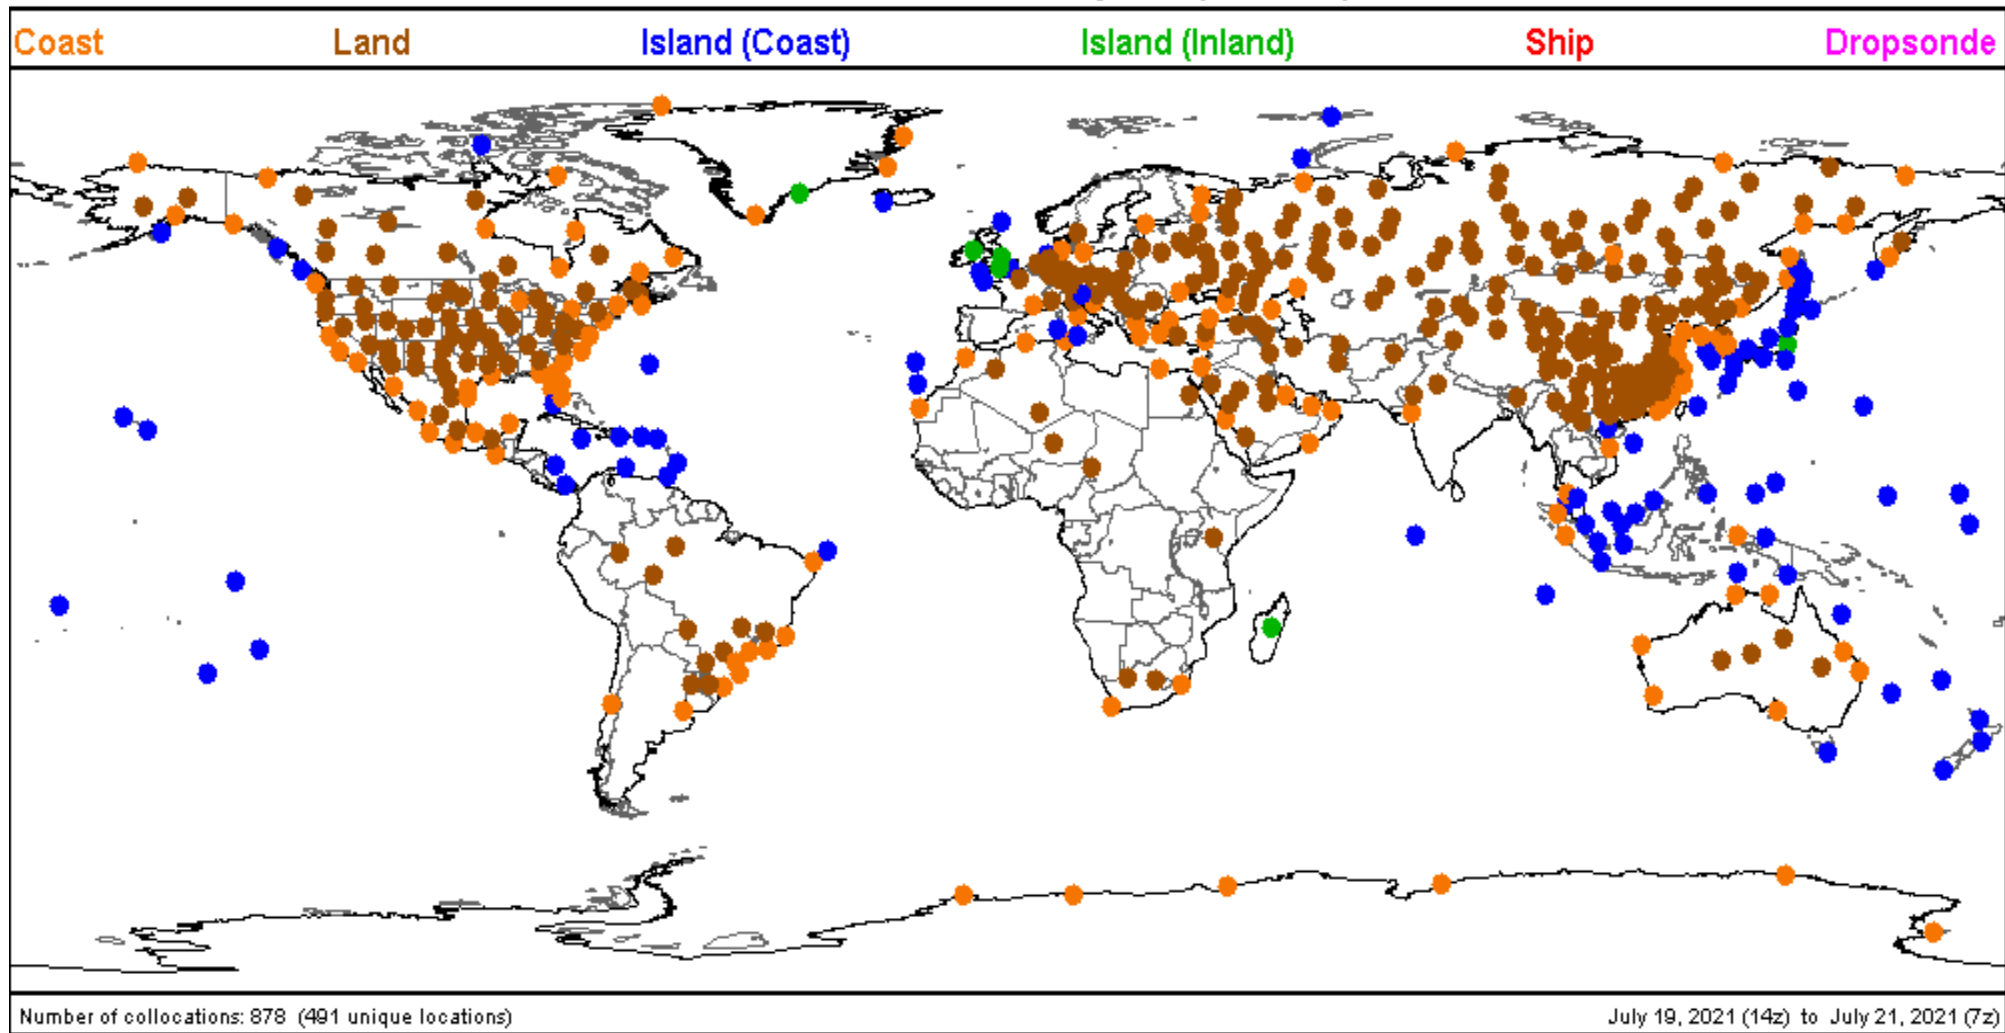 Coast Land Island (Coast) Island (Inland) Ship Dropsonde
Number of collocations: 878 (491 unique locations) July 19, 2021 (14z) to July 21, 2021 (7z)